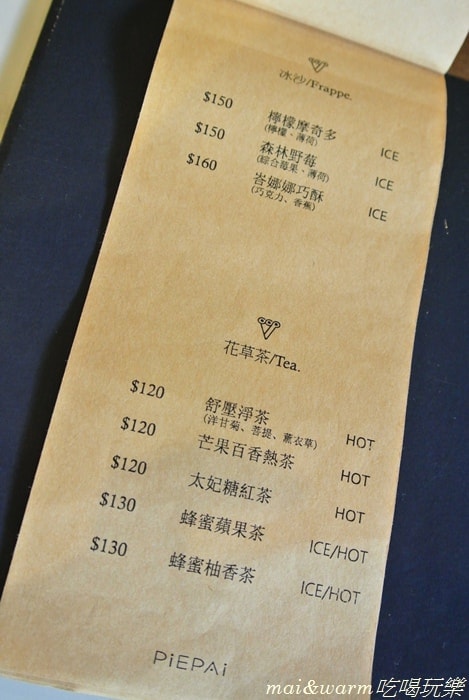 冰沙/Frappe.
$150 檸檬摩奇多 ICE
(檸檬、薄荷)
$150 森林野莓 ICE
(綜合莓果、薄荷)
$160 峇娜娜巧酥 ICE
(巧克力、香蕉)
花草茶/Tea.
$120 舒壓淨茶 HOT
(洋甘菊、菩提、薰衣草)
$120 芒果百香熱茶 HOT
$120 太妃糖紅茶 HOT
$130 蜂蜜蘋果茶 ICE/HOT
$130 蜂蜜柚香茶 ICE/HOT
PiEPAi
mai&warm吃喝玩樂